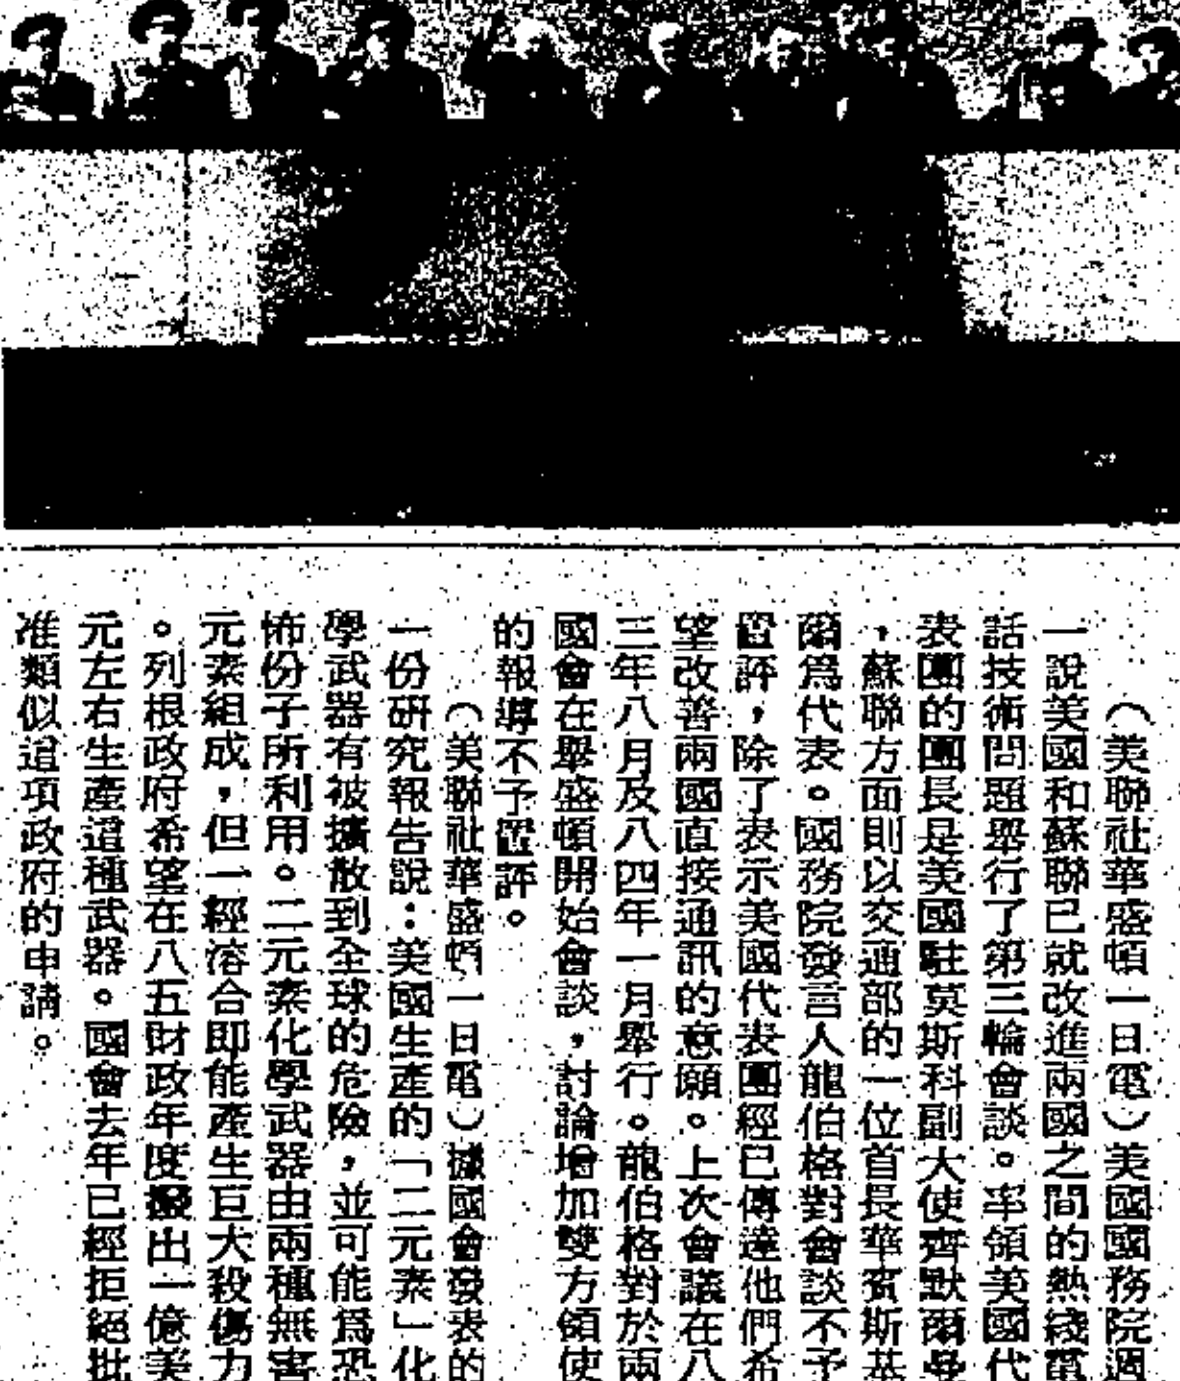 （美聯社華盛頓一日電）美國國務院週
一說美國和蘇聯已就改進兩國之間的熱綫電
話技術問題舉行了第三輪會談。率領美國代
表團的團長是美國駐莫斯科副大使齊默爾曼
，蘇聯方面則以交通部的一位首長華賓斯基
爾爲代表。國務院發言人龍伯格對會談不予
置評，除了表示美國代表團經已傳達他們希
望改善兩國直接通訊的意願。上次會議在八
三年八月及八四年一月舉行。龍伯格對於兩
國會在華盛頓開始會談，討論增加雙方領使
的報導不予置評。
（美聯社華盛頓一日電）據國會發表的
一份研究報告說：美國生產的「二元素」化
學武器有被擴散到全球的危險，並可能爲恐
怖份子所利用。二元素化學武器由兩種無害
元素組成，但一經溶合即能產生巨大殺傷力
。列根政府希望在八五財政年度撥出一億美
元左右生產這種武器。國會去年已經拒絕批
准類似這項政府的申請。